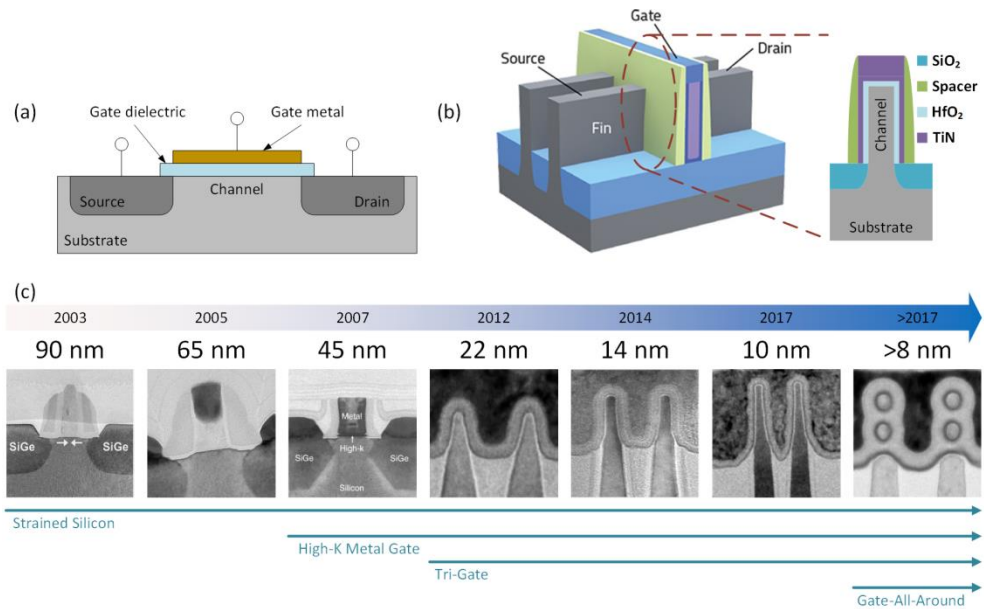 (a)
Gate dielectric
Gate metal
Source
Channel
Drain
Substrate
(b)
Gate
Source
Drain
Fin
Channel
Substrate
SiO₂
Spacer
HfO₂
TiN
(c)
2003 2005 2007 2012 2014 2017 >2017
90 nm 65 nm 45 nm 22 nm 14 nm 10 nm >8 nm
SiGe SiGe
Metal
High-k
SiGe SiGe
Silicon
Strained Silicon
High-K Metal Gate
Tri-Gate
Gate-All-Around